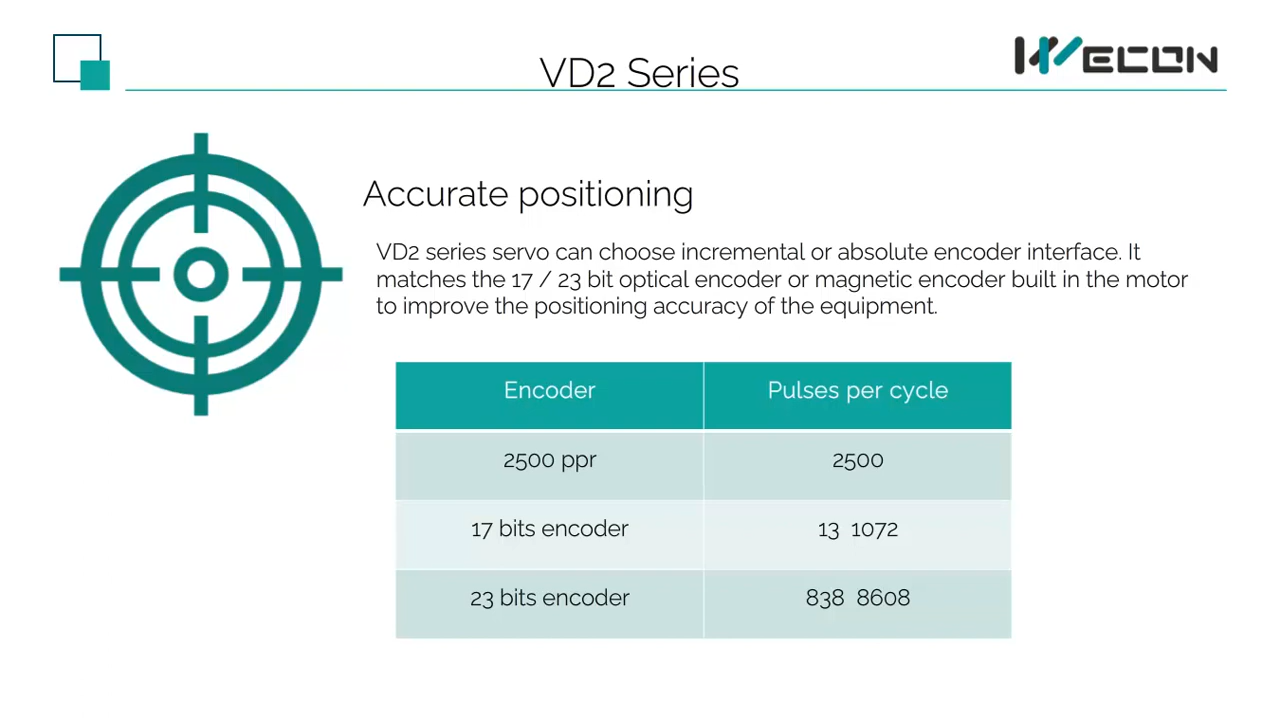 VD2 Series
WECON
Accurate positioning
VD2 series servo can choose incremental or absolute encoder interface. It
matches the 17 / 23 bit optical encoder or magnetic encoder built in the motor
to improve the positioning accuracy of the equipment.
Encoder Pulses per cycle
2500 ppr 2500
17 bits encoder 13 1072
23 bits encoder 838 8608